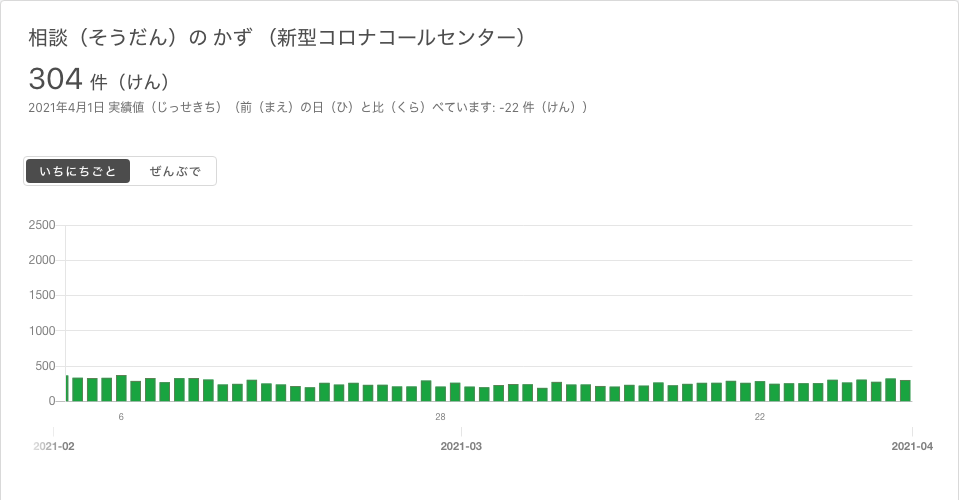 相談（そうだん）の かず （新型コロナコールセンター）
304 件（けん）
2021年4月1日 実績値（じっせきち）（前（まえ）の日（ひ）と比（くら）べています: -22 件（けん））
いちにちごと ぜんぶで
2500
2000
1500
1000
500
0
6 28 22
2021-02 2021-03 2021-04